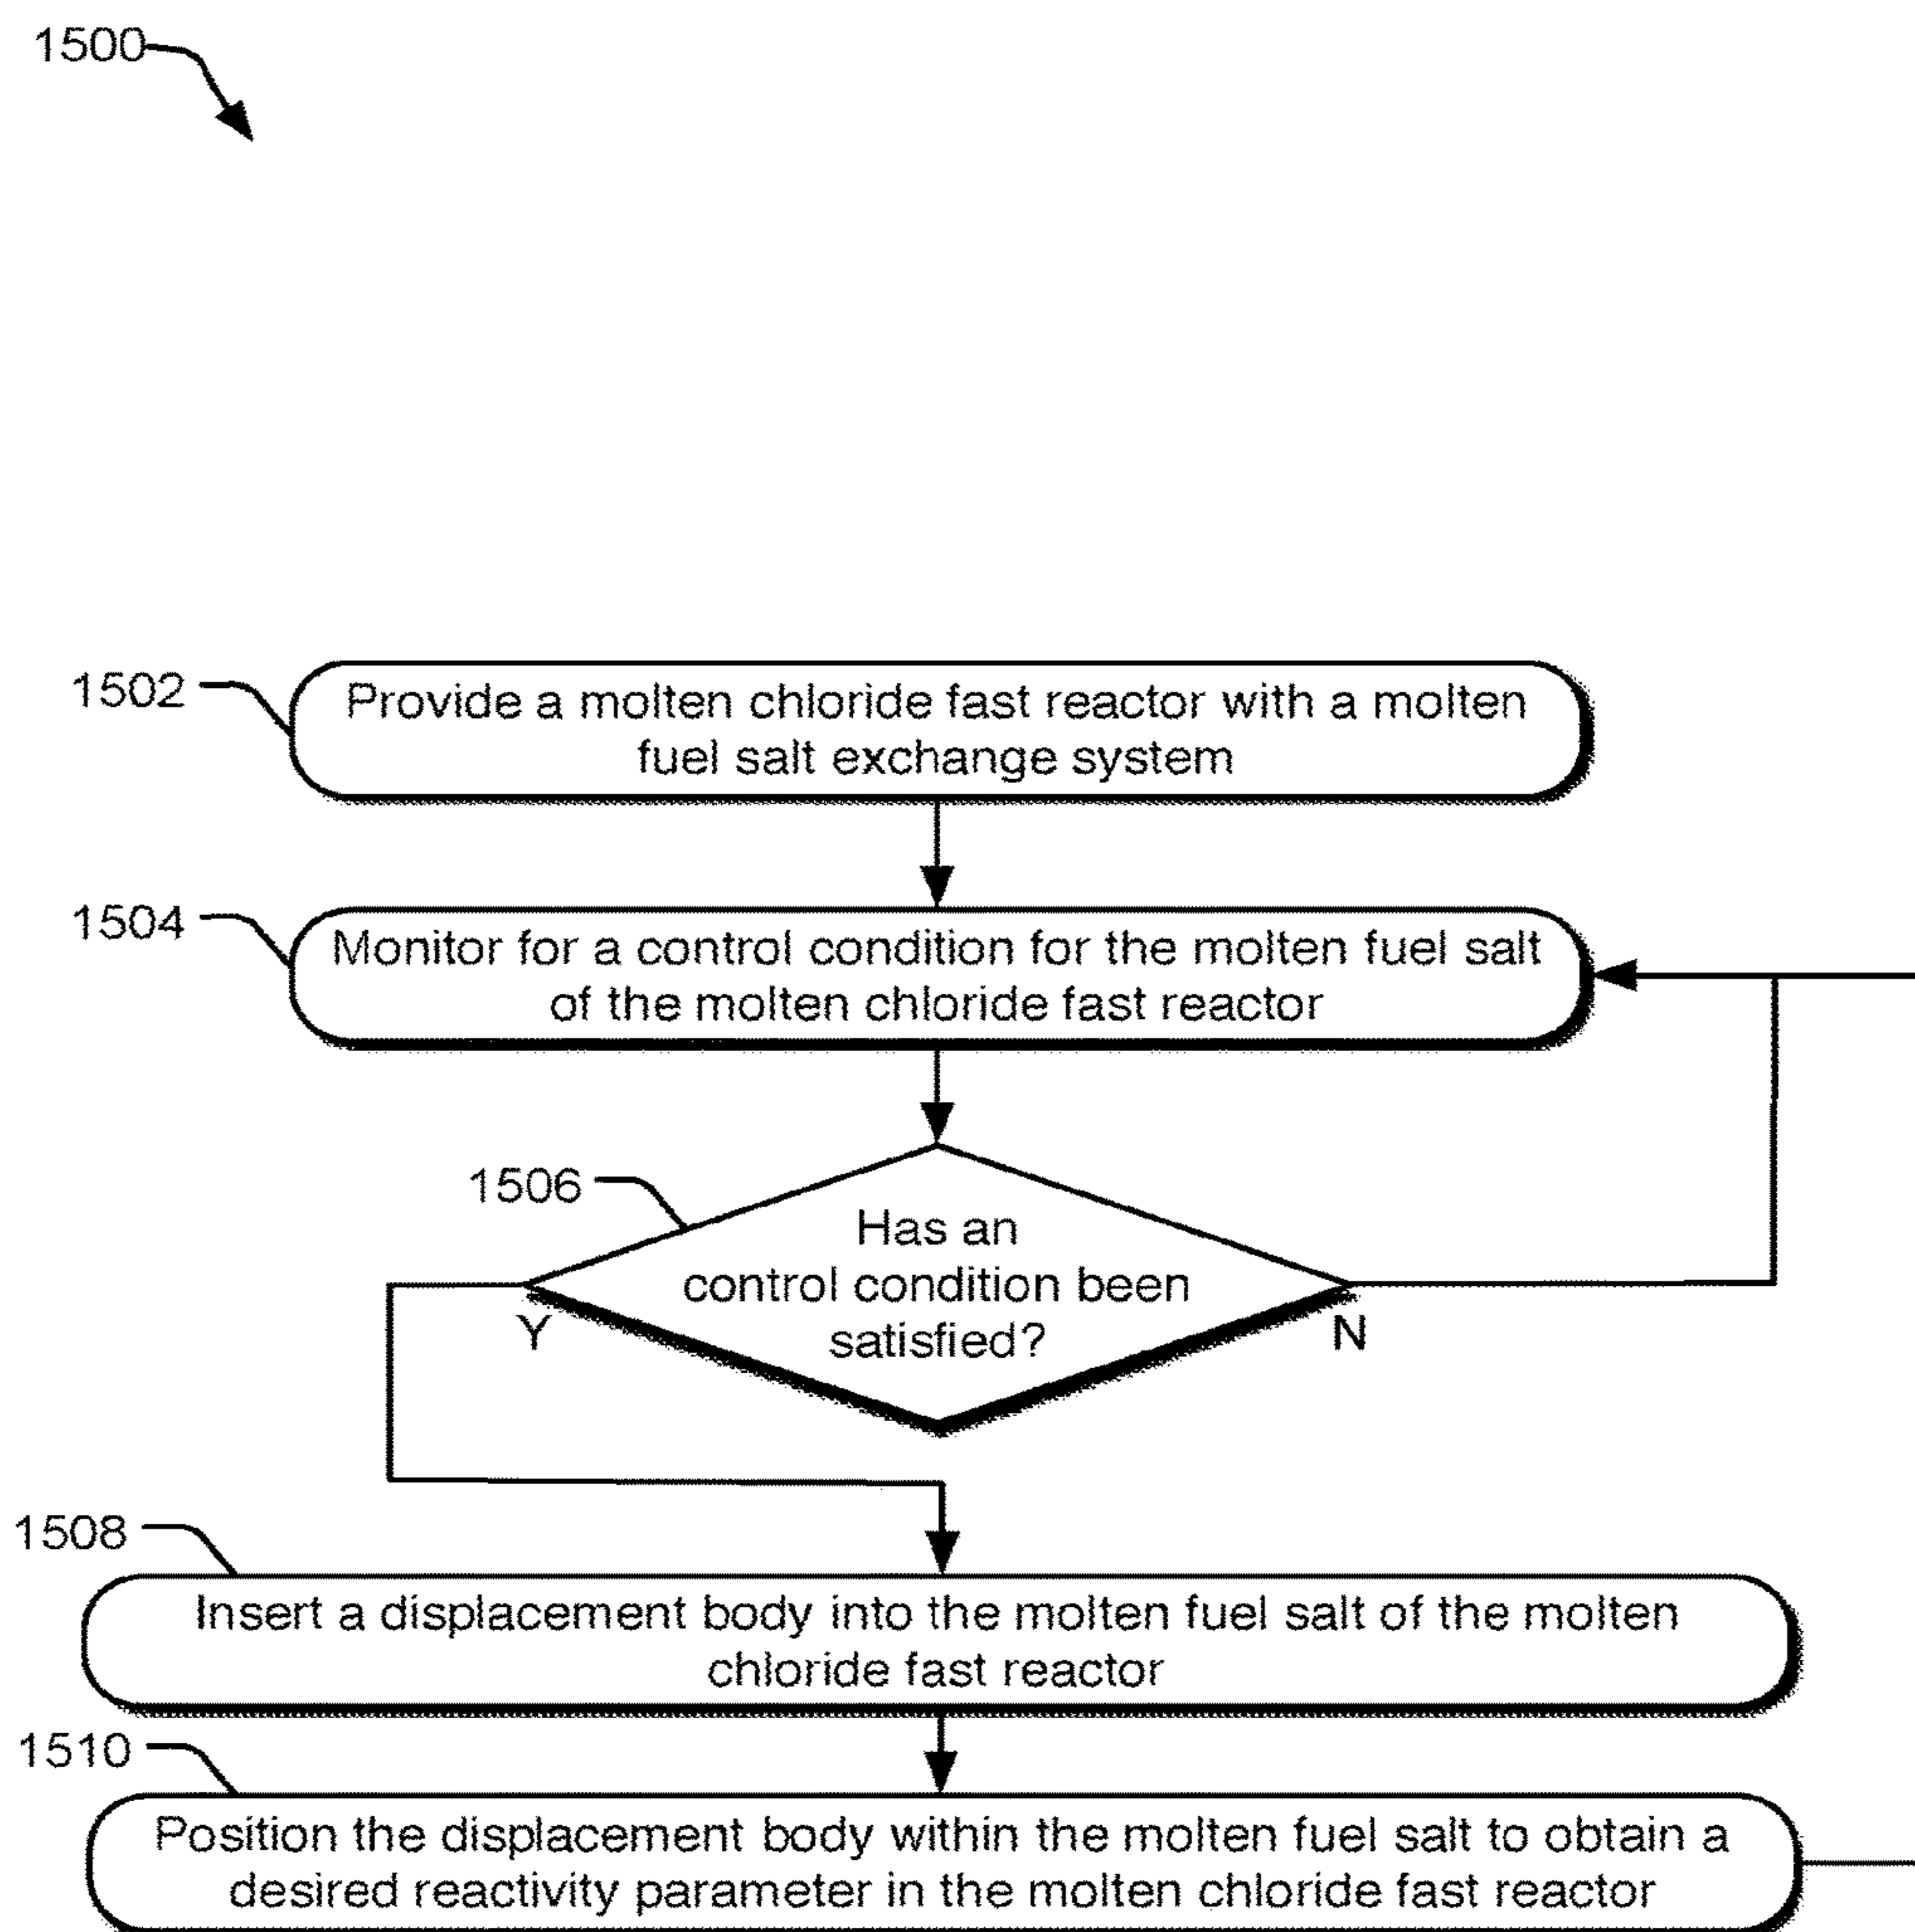 1500
1502
Provide a molten chloride fast reactor with a molten
fuel salt exchange system
1504
Monitor for a control condition for the molten fuel salt
of the molten chloride fast reactor
1506
Has an
control condition been
satisfied?
Y
N
1508
Insert a displacement body into the molten fuel salt of the molten
chloride fast reactor
1510
Position the displacement body within the molten fuel salt to obtain a
desired reactivity parameter in the molten chloride fast reactor